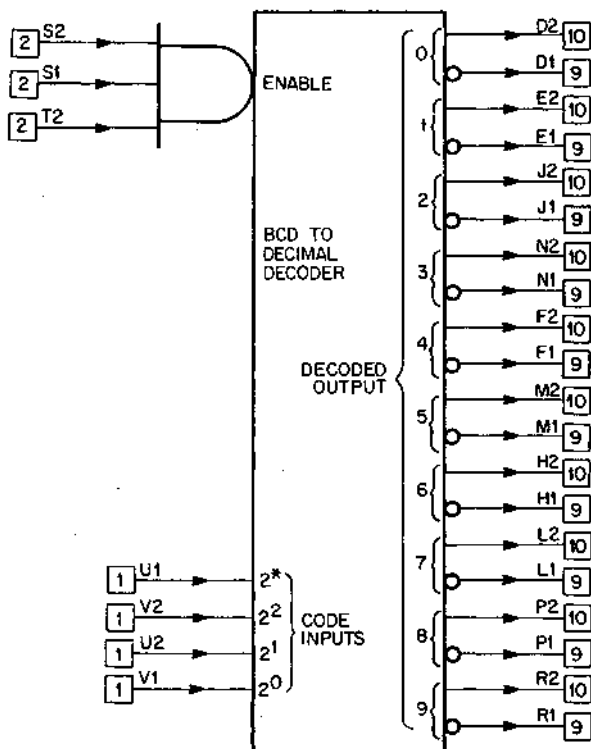 2 S2
2 S1
2 T2
ENABLE
BCD TO
DECIMAL
DECODER
DECODED
OUTPUT
1 U1
1 V2
1 U2
1 V1
2*
2²
2¹
2⁰
CODE
INPUTS
0
D2 10
D1 9
1
E2 10
E1 9
2
J2 10
J1 9
3
N2 10
N1 9
4
F2 10
F1 9
5
M2 10
M1 9
6
H2 10
H1 9
7
L2 10
L1 9
8
P2 10
P1 9
9
R2 10
R1 9